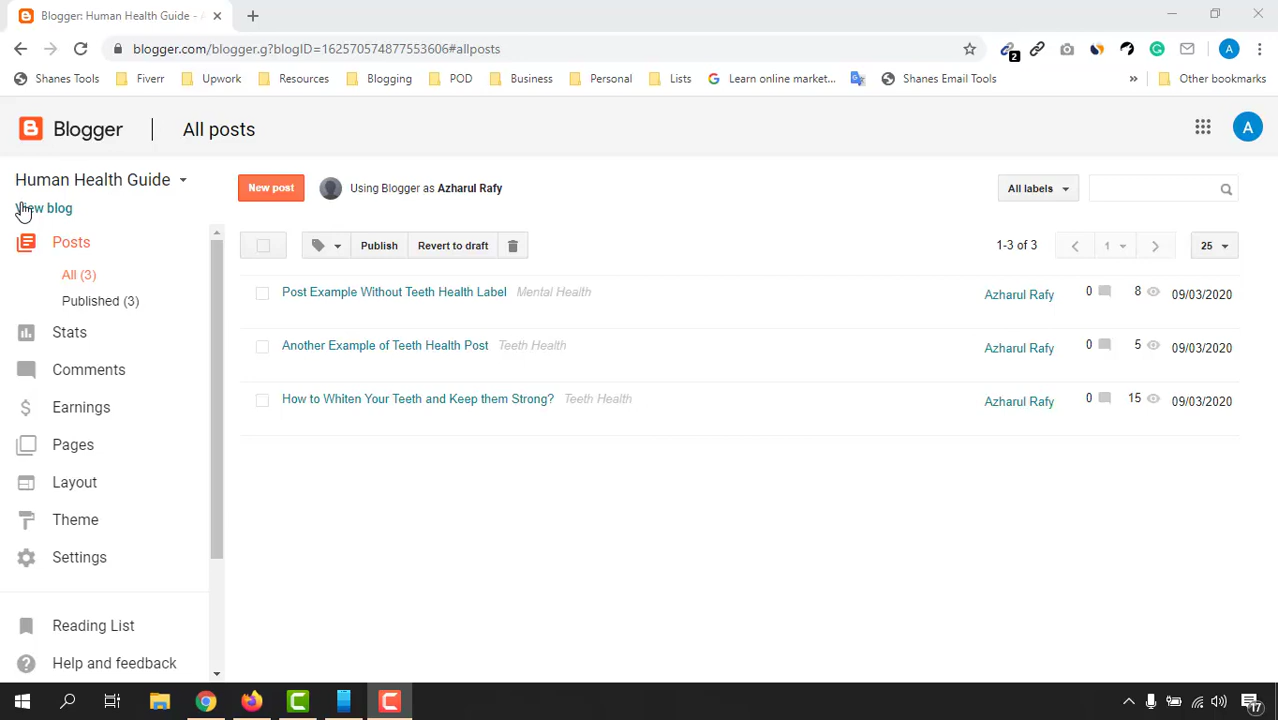 Blogger: Human Health Guide - A
blogger.com/blogger.g?blogID=1625705748775536​06#allposts
2
A
Shanes Tools
Fiverr
Upwork
Resources
Blogging
POD
Business
Personal
Lists
Learn online market...
Shanes Email Tools
»
Other bookmarks
Blogger
All posts
A
Human Health Guide
View blog
New post
Using Blogger as Azharul Rafy
All labels
Posts
All (3)
Published (3)
Stats
Comments
Earnings
Pages
Layout
Theme
Settings
Reading List
Help and feedback
Publish
Revert to draft
1-3 of 3
1
25
Post Example Without Teeth Health Label Mental Health
Azharul Rafy 0 8 09/03/2020
Another Example of Teeth Health Post Teeth Health
Azharul Rafy 0 5 09/03/2020
How to Whiten Your Teeth and Keep them Strong? Teeth Health
Azharul Rafy 0 15 09/03/2020
17